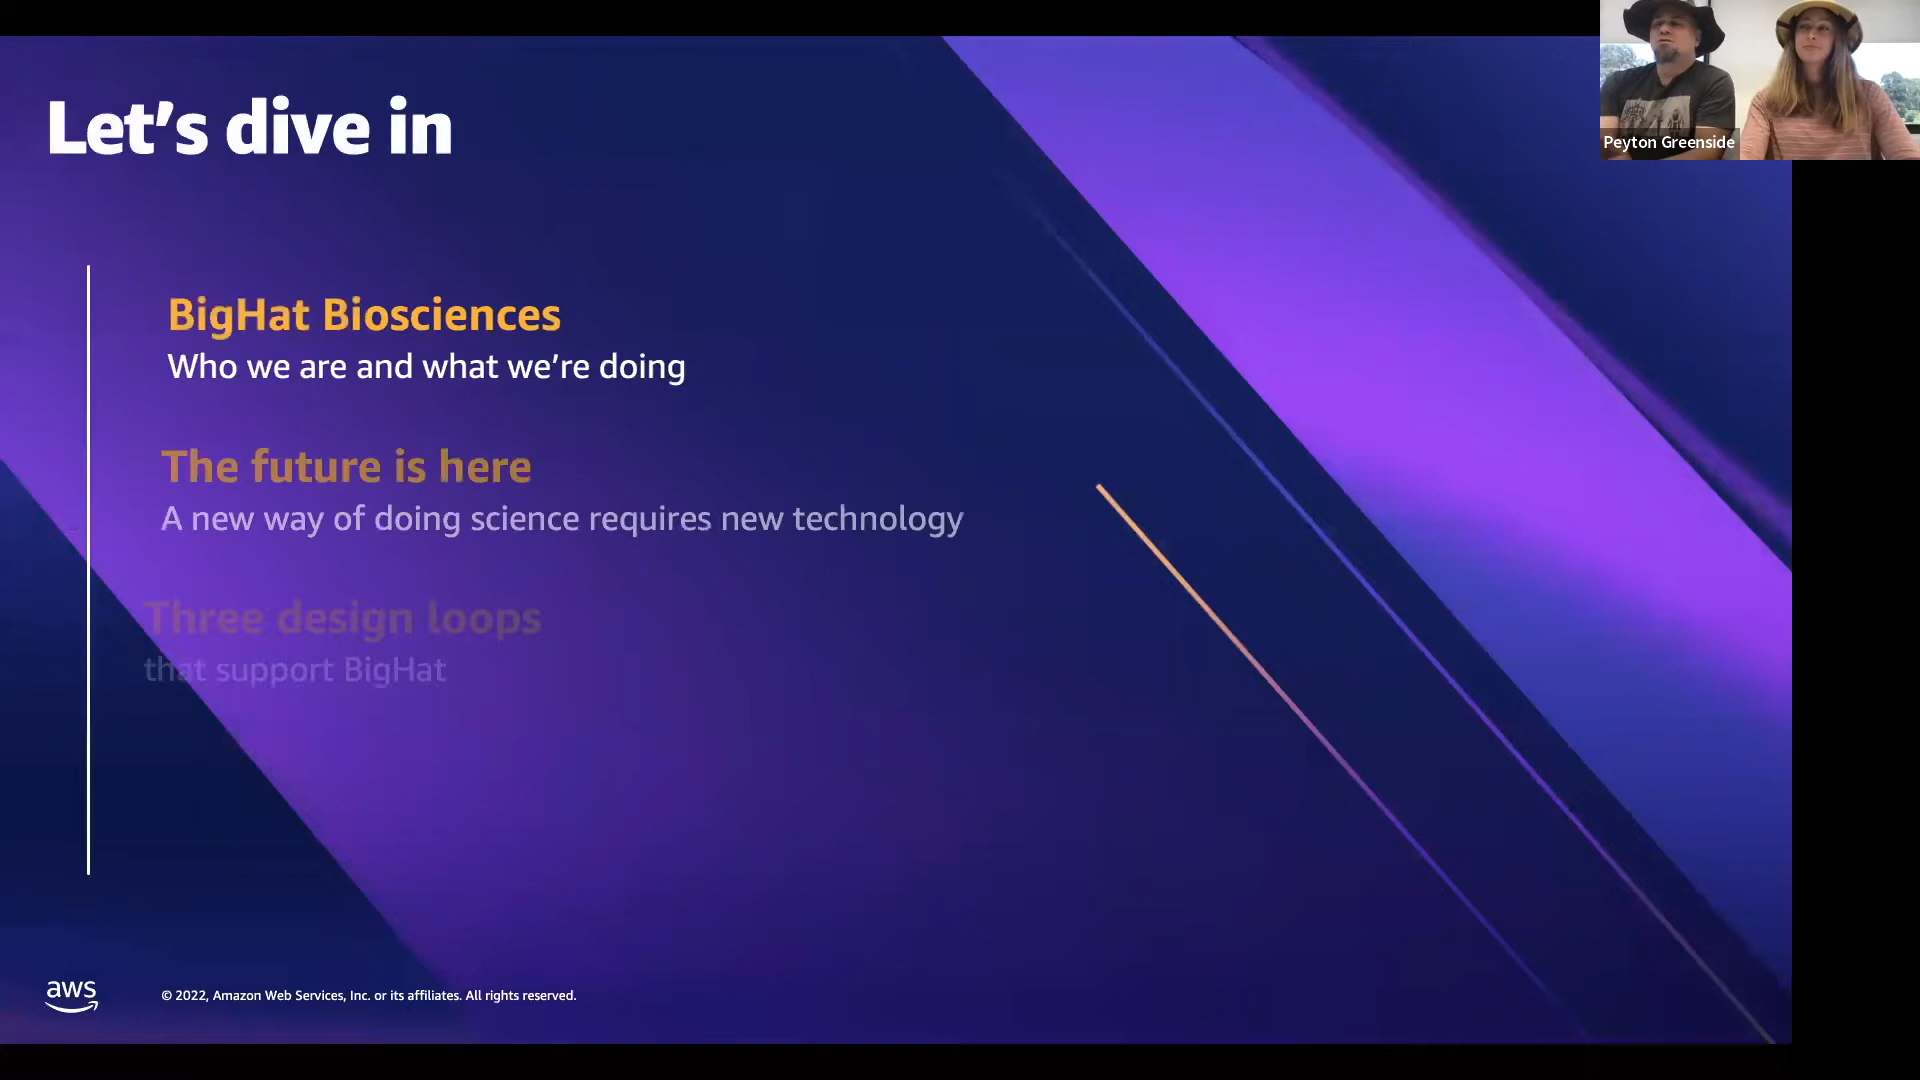 Let's dive in
Peyton Greenside
BigHat Biosciences
Who we are and what we're doing
The future is here
A new way of doing science requires new technology
Three design loops
that support BigHat
aws
© 2022, Amazon Web Services, Inc. or its affiliates. All rights reserved.